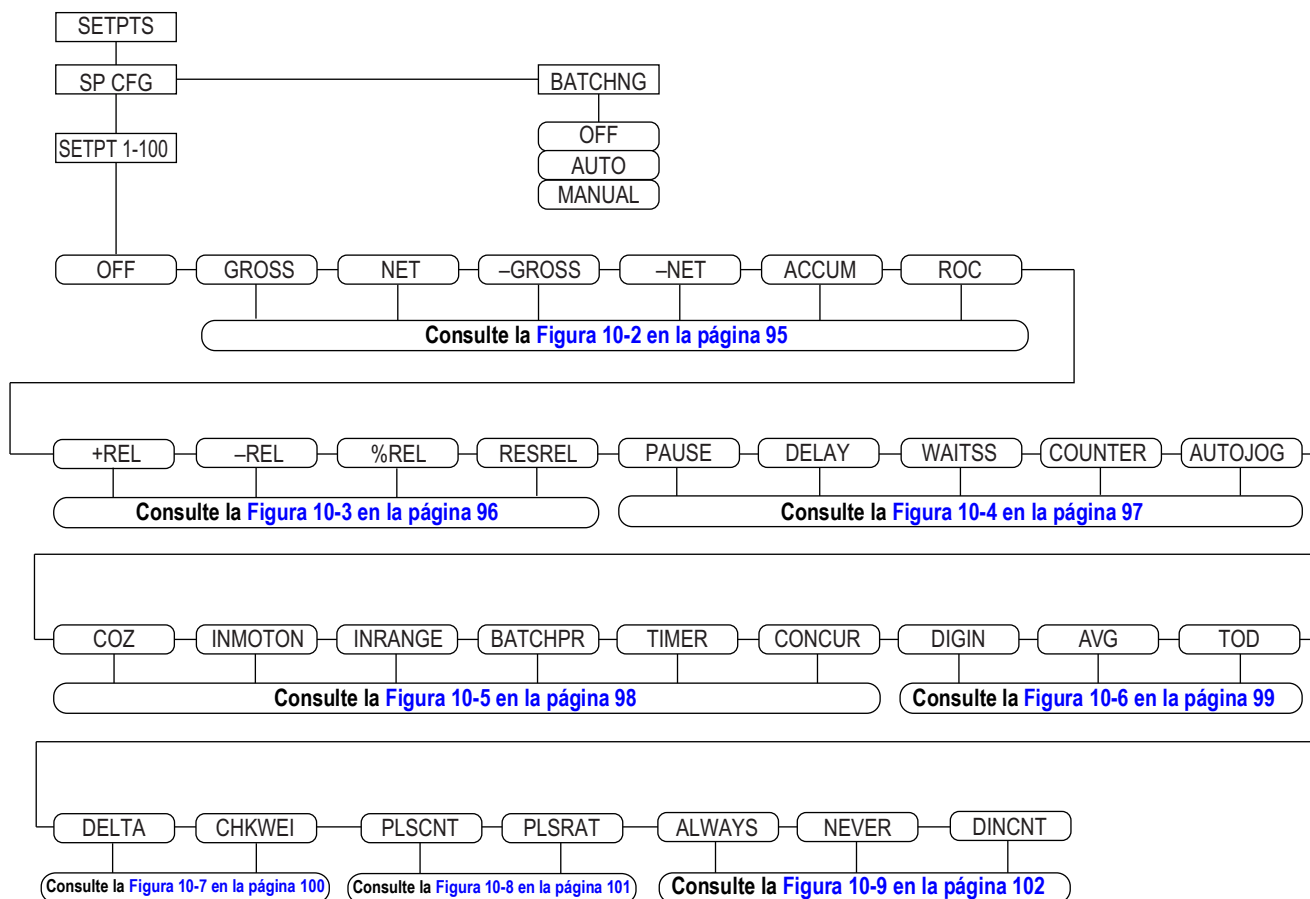 SETPTS
SP CFG BATCHNG
OFF
SETPT 1-100
AUTO
MANUAL
OFF GROSS NET –GROSS –NET ACCUM ROC
Consulte la Figura 10-2 en la página 95
+REL –REL %REL RESREL PAUSE DELAY WAITSS COUNTER AUTOJOG
Consulte la Figura 10-3 en la página 96 Consulte la Figura 10-4 en la página 97
COZ INMOTON INRANGE BATCHPR TIMER CONCUR DIGIN AVG TOD
Consulte la Figura 10-5 en la página 98 Consulte la Figura 10-6 en la página 99
DELTA CHKWEI PLSCNT PLSRAT ALWAYS NEVER DINCNT
Consulte la Figura 10-7 en la página 100 Consulte la Figura 10-8 en la página 101 Consulte la Figura 10-9 en la página 102